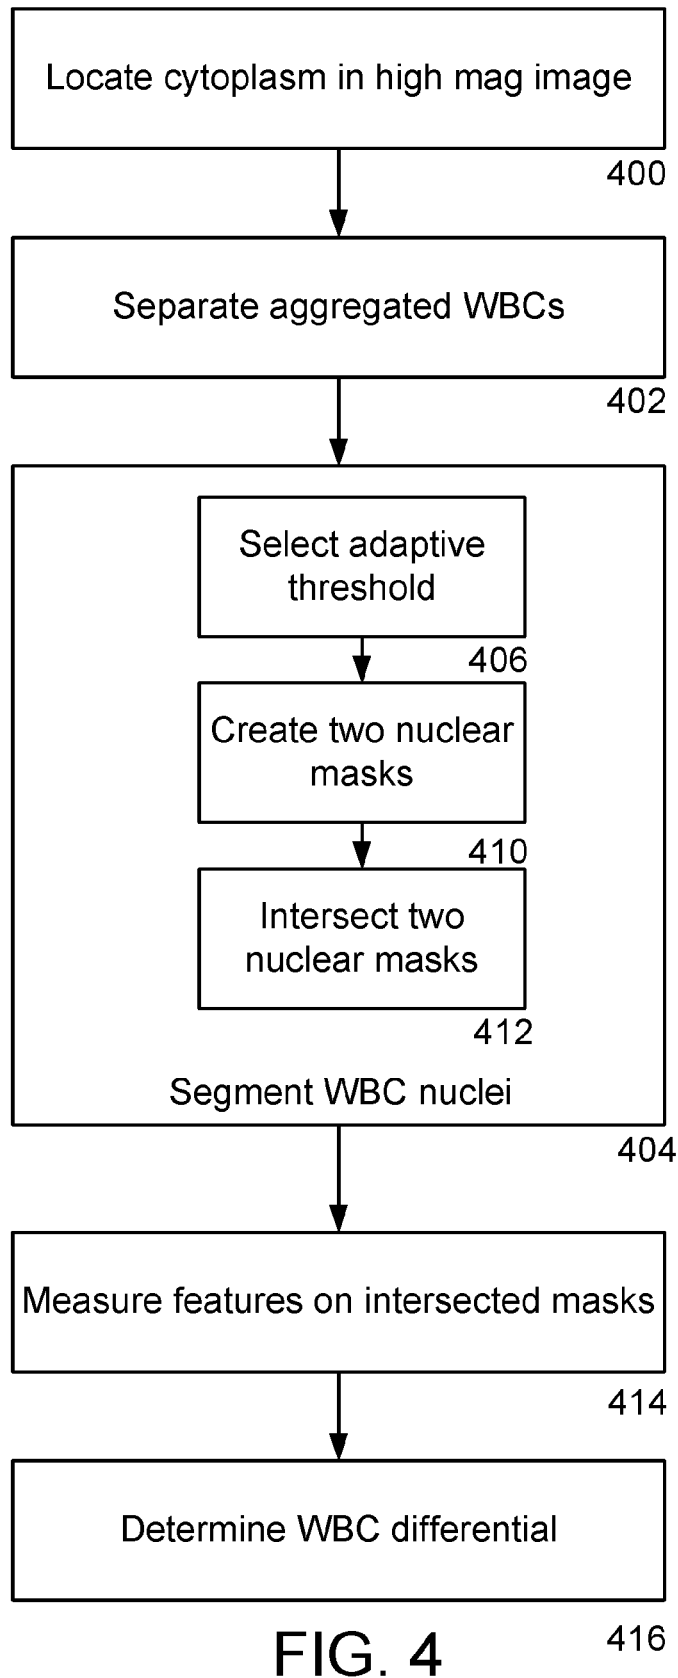 Locate cytoplasm in high mag image
400
Separate aggregated WBCs
402
Select adaptive
threshold
406
Create two nuclear
masks
410
Intersect two
nuclear masks
412
Segment WBC nuclei
404
Measure features on intersected masks
414
Determine WBC differential
416
FIG. 4